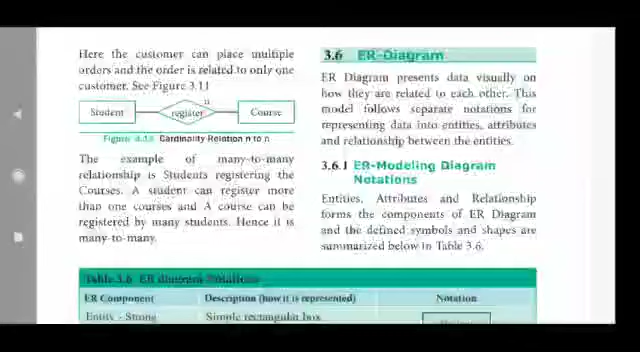 Here the customer can place multiple
orders and the order is related to only one
customer. See Figure 3.11
n
Student
register
Course
Cardinality Relation n to n
The example of many-to-many
relationship is Students registering the
Courses. A student can register more
than one courses and A course can be
registered by many students. Hence it is
many-to-many.
3.6 ER-Diagram
ER Diagram presents data visually on
how they are related to each other. This
model follows separate notations for
representing data into entities, attributes
and relationship between the entities.
3.6.1 ER-Modeling Diagram
Notations
Entities, Attributes and Relationship
forms the components of ER Diagram
and the defined symbols and shapes are
summarized below in Table 3.6.
Table 3.6 ER diagram Notations
ER Component Description (how it is represented) Notation
Entity - Strong Simple rectangular box